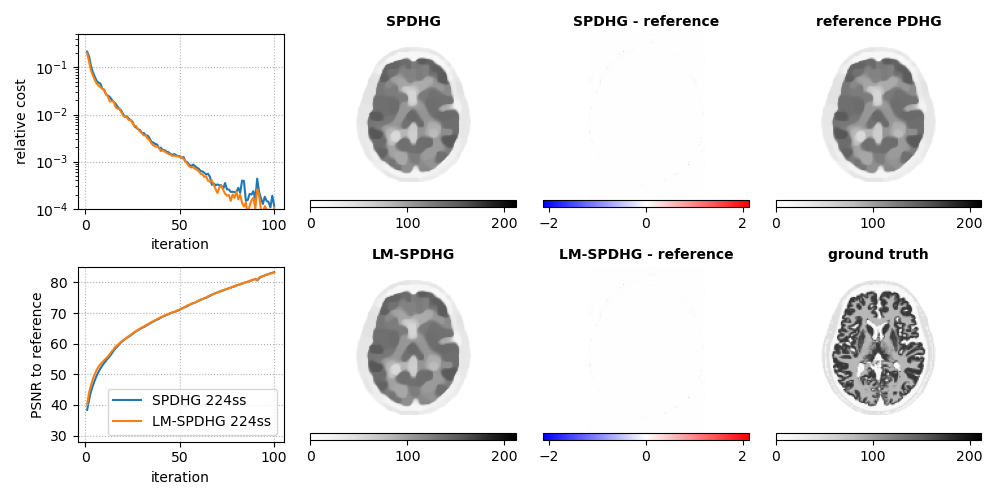 SPDHG
SPDHG - reference
reference PDHG
relative cost
10⁻¹
10⁻²
10⁻³
10⁻⁴
0
50
100
iteration
0
100
200
−2
0
2
0
100
200
LM-SPDHG
LM-SPDHG - reference
ground truth
PSNR to reference
80
70
60
50
40
30
SPDHG 224ss
LM-SPDHG 224ss
0
50
100
iteration
0
100
200
−2
0
2
0
100
200